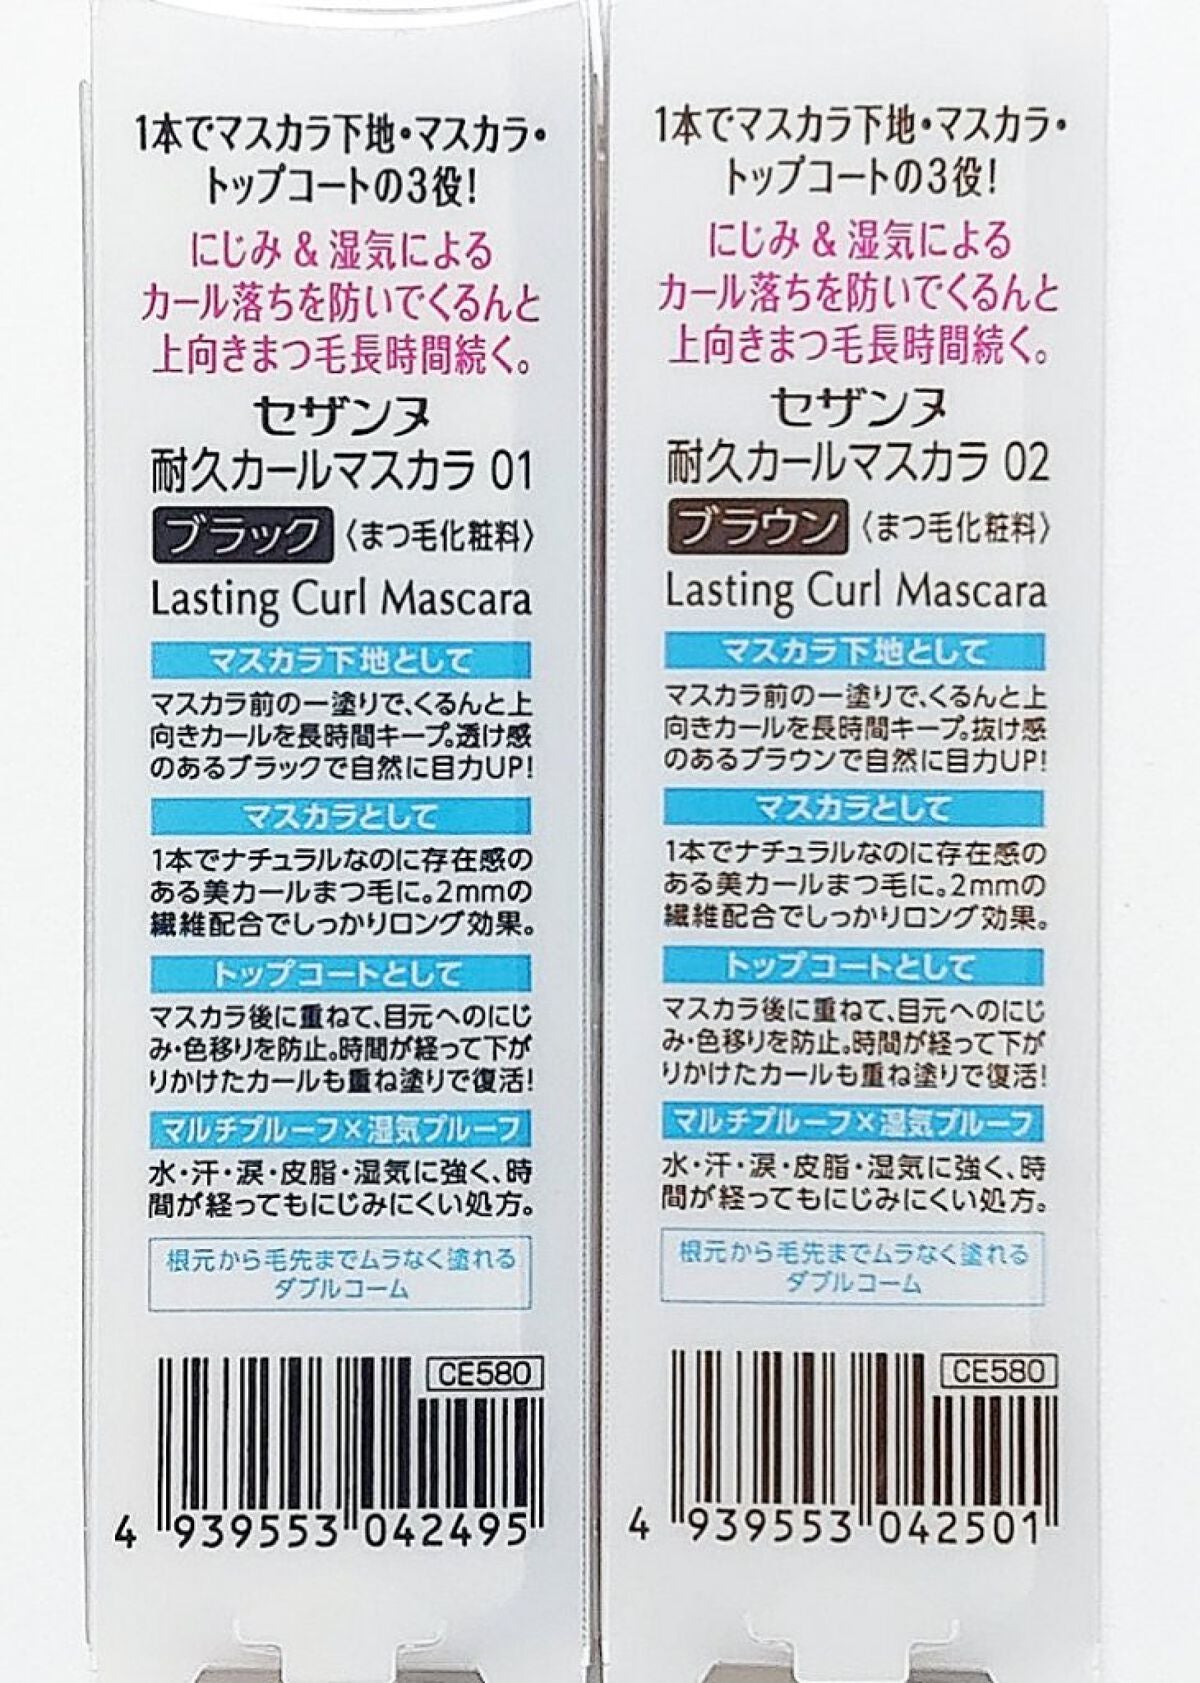 1本でマスカラ下地・マスカラ・
トップコートの3役!
にじみ & 湿気による
カール落ちを防いでくるんと
上向きまつ毛長時間続く。
セザンヌ
耐久カールマスカラ 01
ブラック 〈まつ毛化粧料〉
Lasting Curl Mascara
マスカラ下地として
マスカラ前の一塗りで、くるんと上
向きカールを長時間キープ。透け感
のあるブラックで自然に目力UP!
マスカラとして
1本でナチュラルなのに存在感の
ある美カールまつ毛に。2mmの
繊維配合でしっかりロング効果。
トップコートとして
マスカラ後に重ねて、目元へのにじ
み・色移りを防止。時間が経って下が
りかけたカールも重ね塗りで復活!
マルチプルーフ×湿気プルーフ
水・汗・涙・皮脂・湿気に強く、時
間が経ってもにじみにくい処方。
根元から毛先までムラなく塗れる
ダブルコーム
CE580
4 939553 042495
1本でマスカラ下地・マスカラ・
トップコートの3役!
にじみ & 湿気による
カール落ちを防いでくるんと
上向きまつ毛長時間続く。
セザンヌ
耐久カールマスカラ 02
ブラウン 〈まつ毛化粧料〉
Lasting Curl Mascara
マスカラ下地として
マスカラ前の一塗りで、くるんと上
向きカールを長時間キープ。抜け感
のあるブラウンで自然に目力UP!
マスカラとして
1本でナチュラルなのに存在感の
ある美カールまつ毛に。2mmの
繊維配合でしっかりロング効果。
トップコートとして
マスカラ後に重ねて、目元へのにじ
み・色移りを防止。時間が経って下が
りかけたカールも重ね塗りで復活!
マルチプルーフ×湿気プルーフ
水・汗・涙・皮脂・湿気に強く、時
間が経ってもにじみにくい処方。
根元から毛先までムラなく塗れる
ダブルコーム
CE580
4 939553 042501